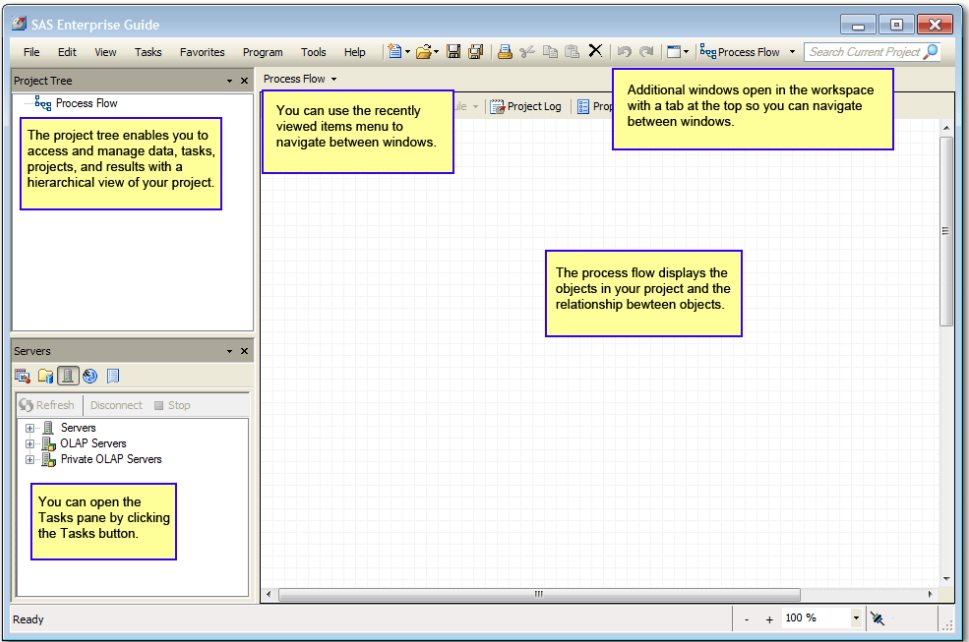 SAS Enterprise Guide
File Edit View Tasks Favorites Program Tools Help Process Flow Search Current Project
Project Tree
Process Flow
The project tree enables you to
access and manage data, tasks,
projects, and results with a
hierarchical view of your project.
Process Flow
Project Log
You can use the recently
viewed items menu to
navigate between windows.
Additional windows open in the workspace
with a tab at the top so you can navigate
between windows.
The process flow displays the
objects in your project and the
relationship bewteen objects.
Servers
Refresh Disconnect Stop
Servers
OLAP Servers
Private OLAP Servers
You can open the
Tasks pane by clicking
the Tasks button.
Ready
- + 100 %